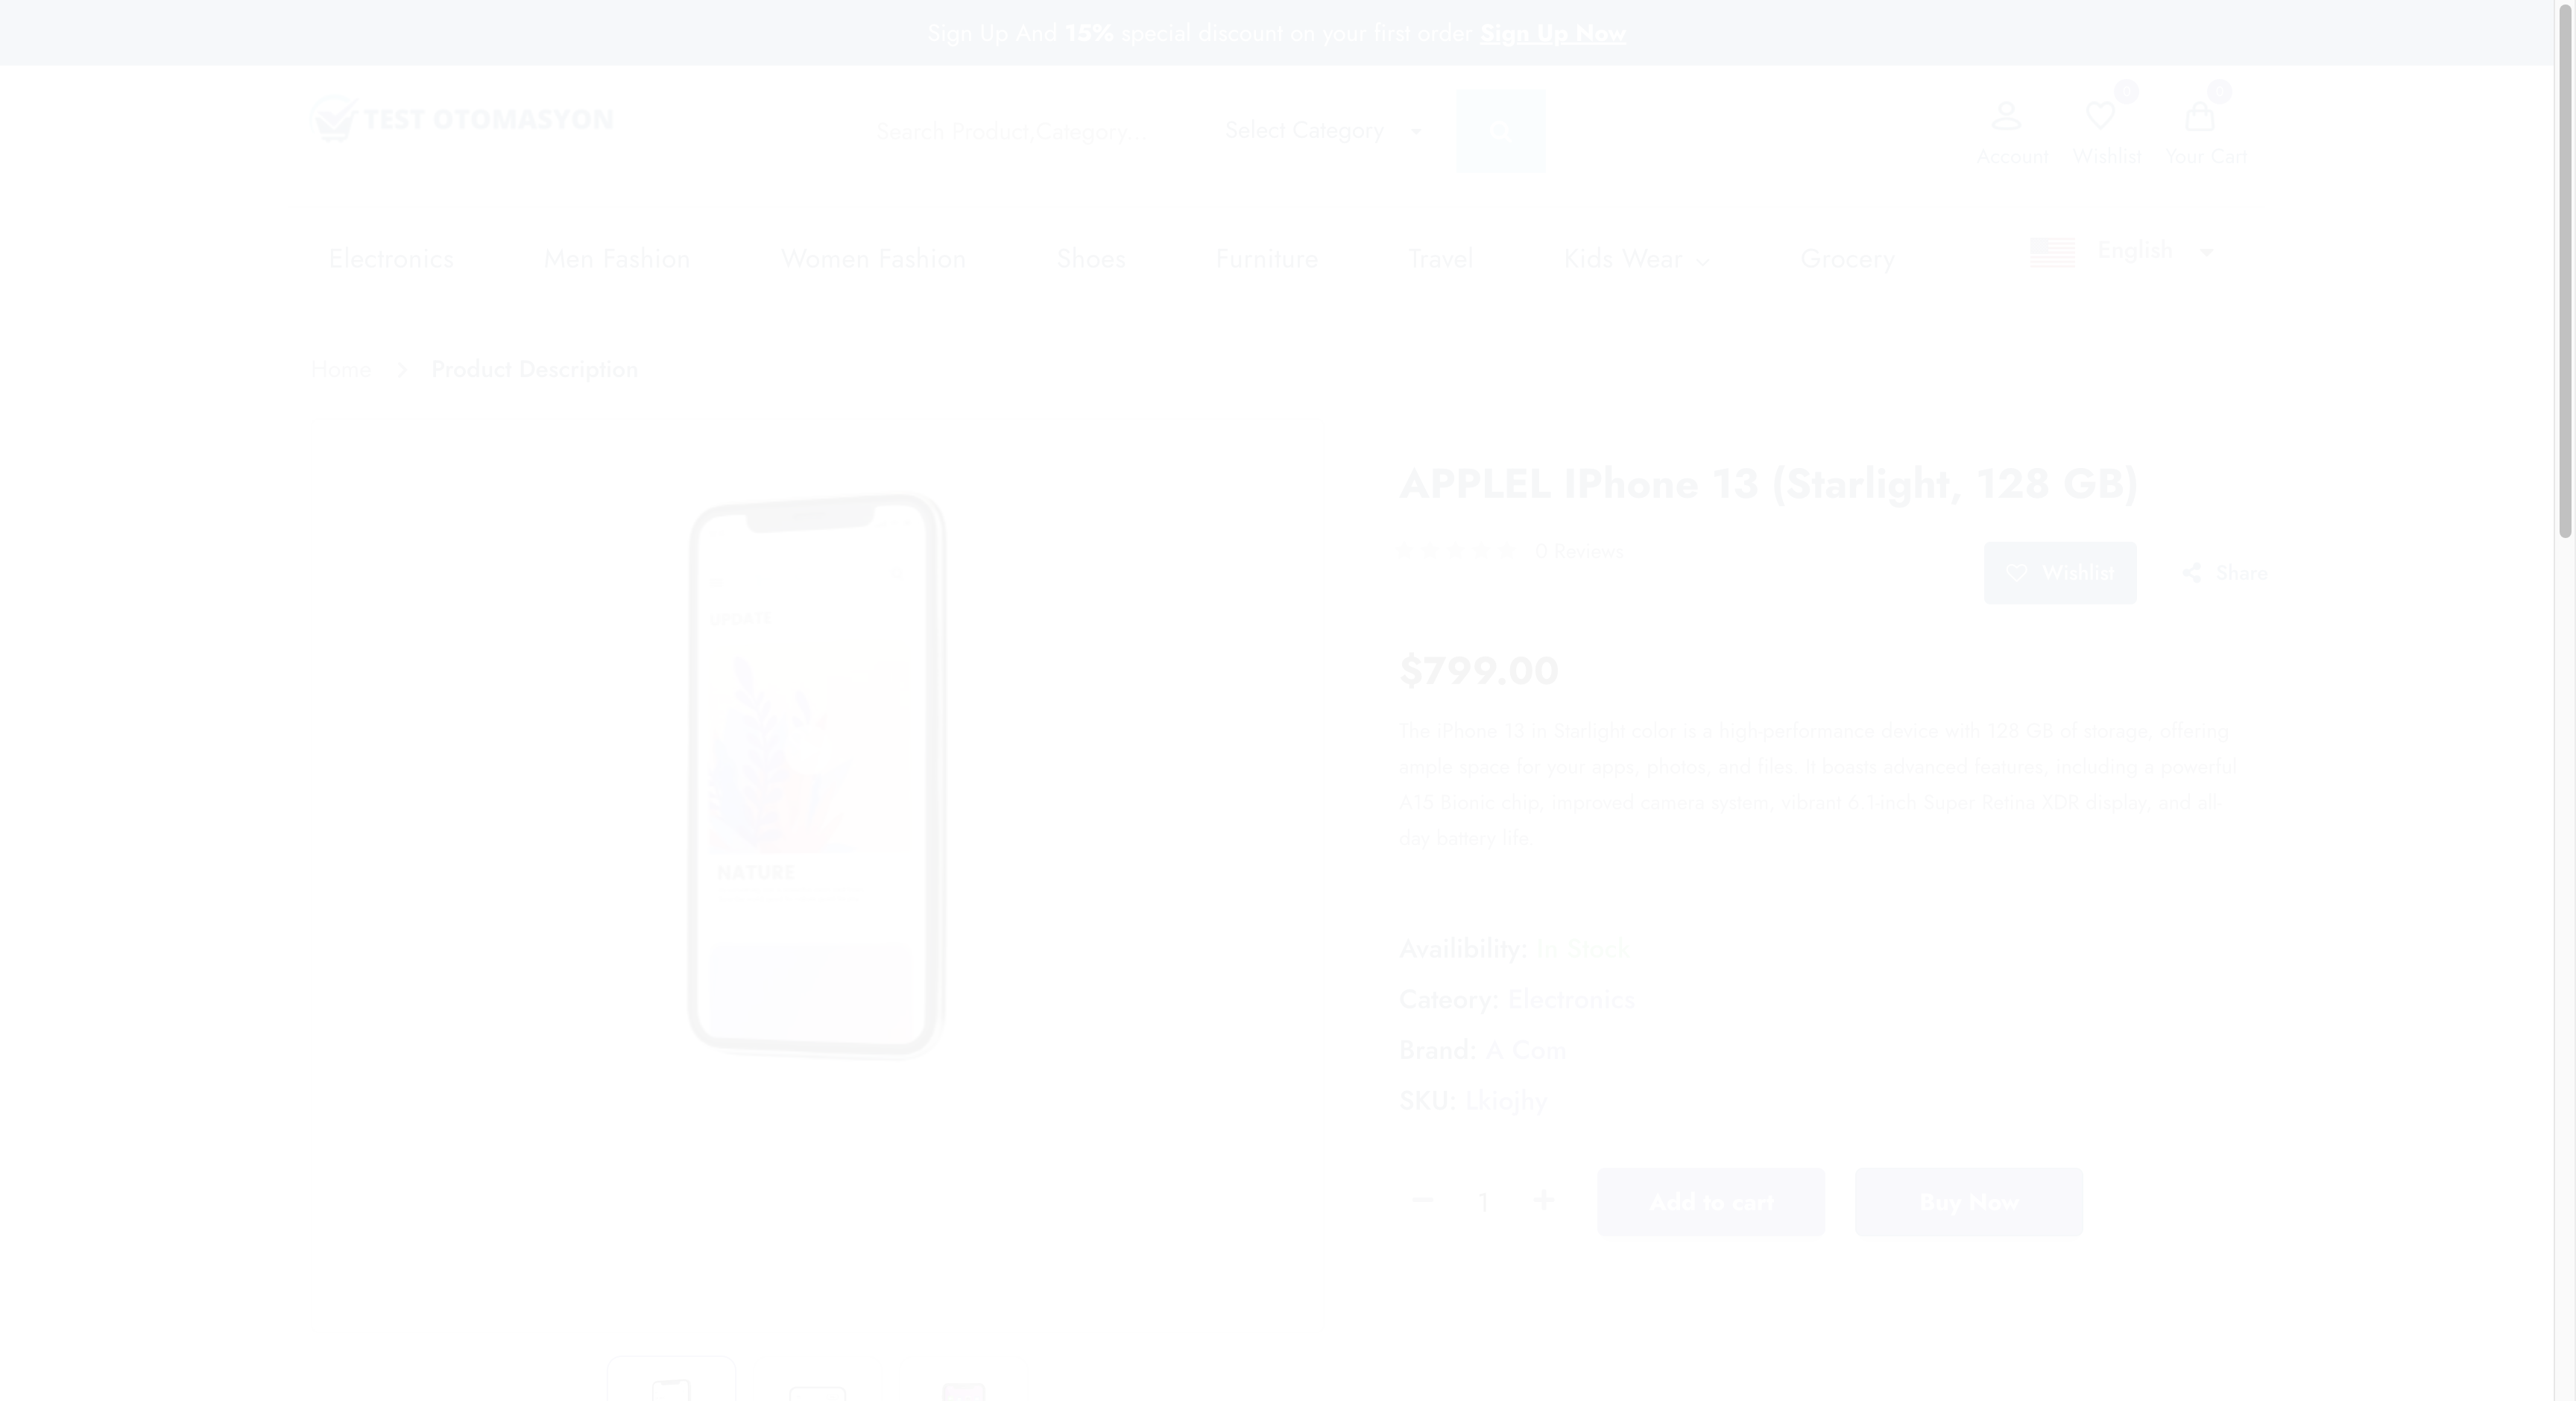 Sign Up And 15% special discount on your first order Sign Up Now
TEST OTOMASYON
Search Product,Category...
Select Category
0
0
Account
Wishlist
Your Cart
Electronics
Men Fashion
Women Fashion
Shoes
Furniture
Travel
Kids Wear
Grocery
English
Home
Product Description
UPDATE
NATURE
APPLEL IPhone 13 (Starlight, 128 GB)
0 Reviews
Wishlist
Share
$799.00
The iPhone 13 in Starlight color is a high-performance device with 128 GB of storage, offering
ample space for your apps, photos, and files. It boasts advanced features, including a powerful
A15 Bionic chip, improved camera system, vibrant 6.1-inch Super Retina XDR display, and all-
day battery life.
Availibility: In Stock
Cateory: Electronics
Brand: A Com
SKU: Lkiojhy
1
Add to cart
Buy Now